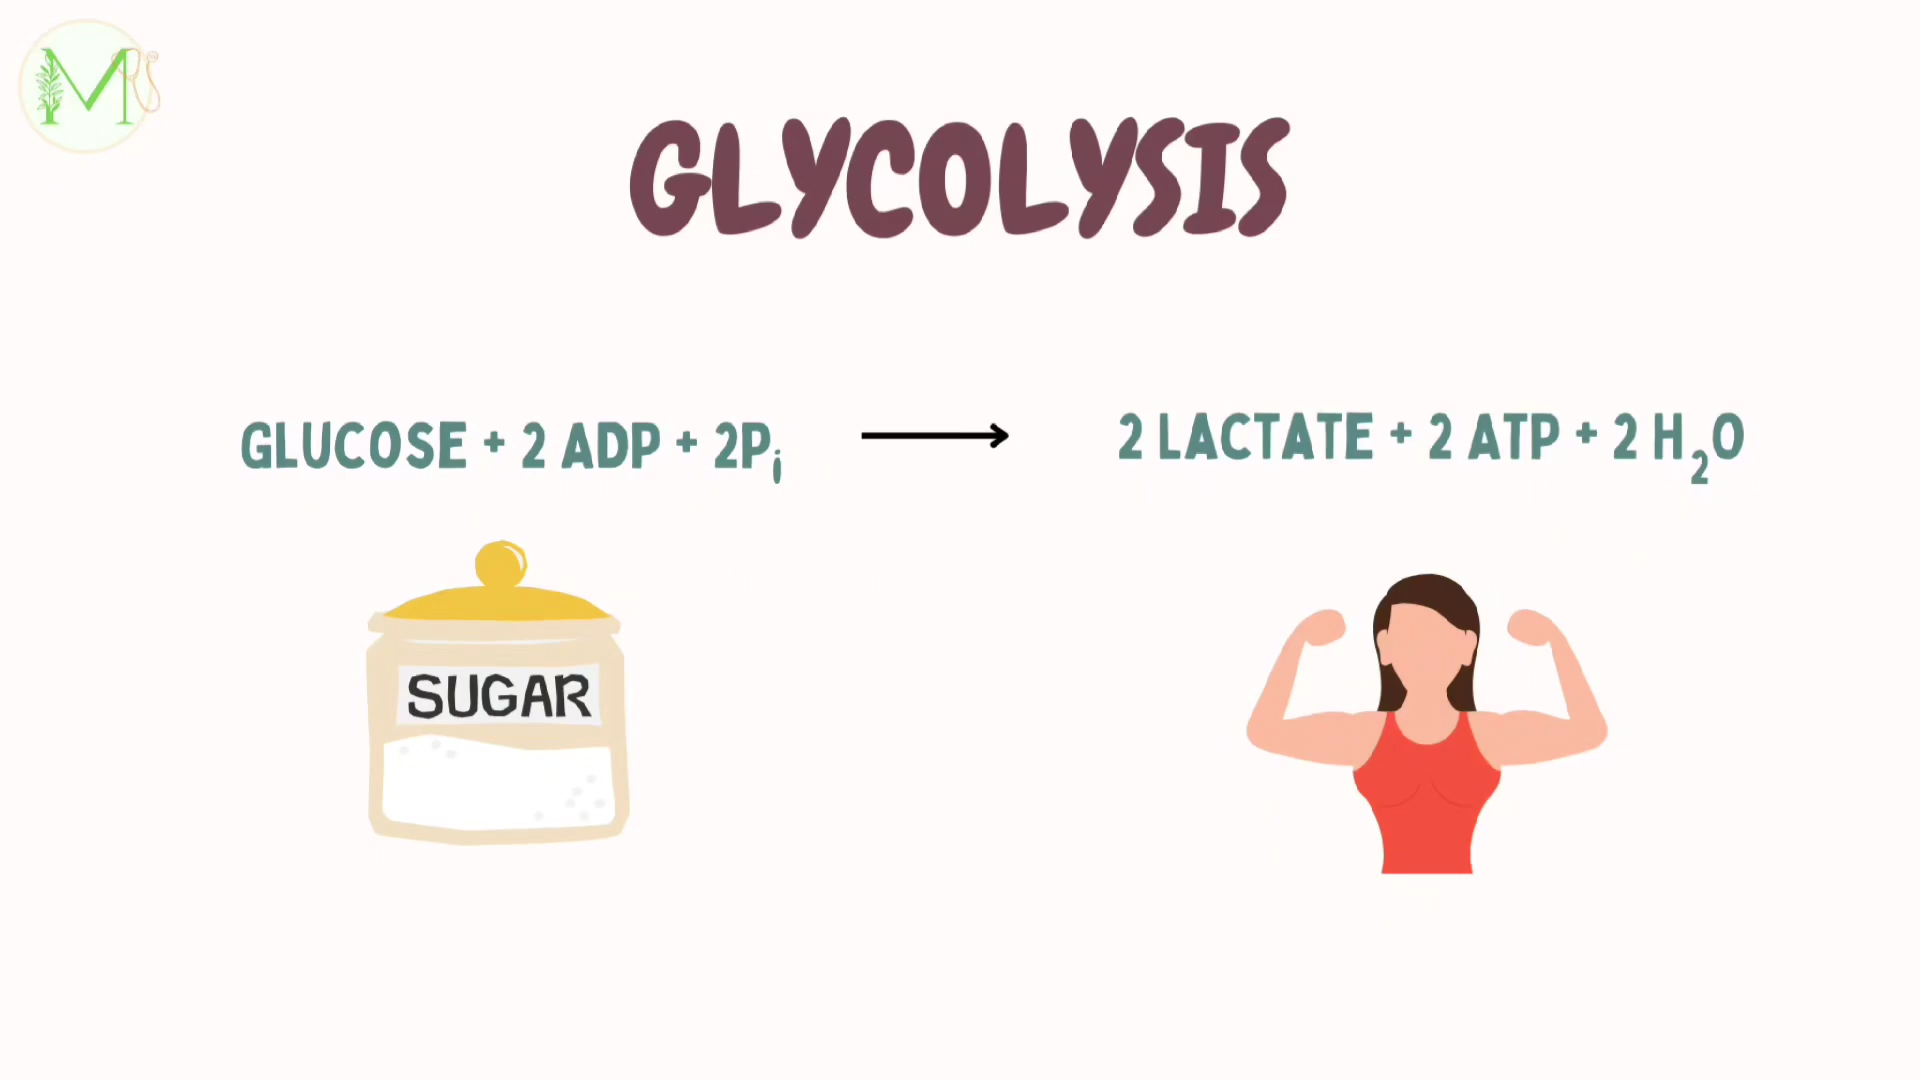 M
GLYCOLYSIS
GLUCOSE + 2 ADP + 2Pi
2 LACTATE + 2 ATP + 2 H2O
SUGAR